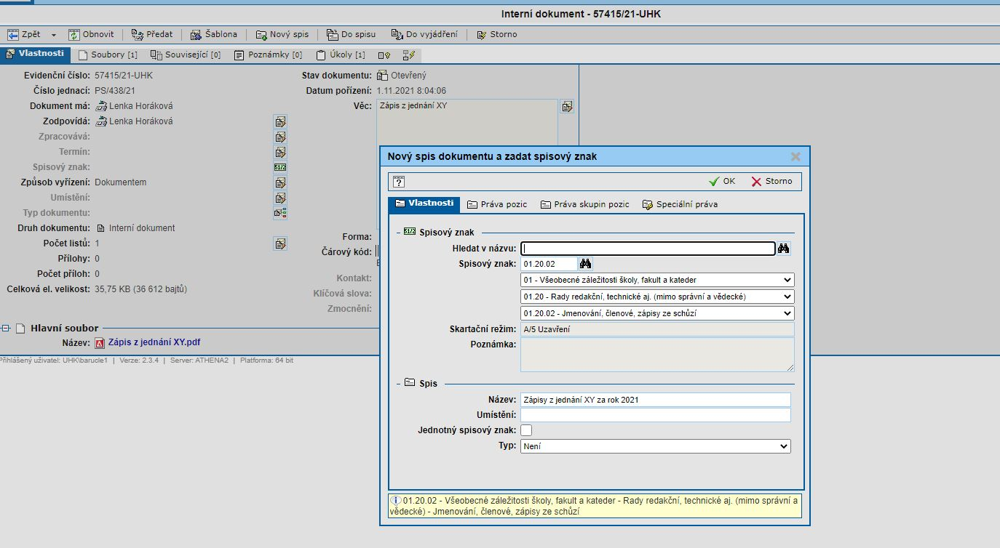 Interní dokument - 57415/21-UHK
Zpět Obnovit Předat Šablona Nový spis Do spisu Do vyjádření Storno
Vlastnosti Soubory [1] Související [0] Poznámky [0] Úkoly [1]
Evidenční číslo: 57415/21-UHK
Číslo jednací: PS/438/21
Dokument má: Lenka Horáková
Zodpovídá: Lenka Horáková
Zpracovává:
Termín:
Spisový znak:
Způsob vyřízení: Dokumentem
Umístění:
Typ dokumentu:
Druh dokumentu: Interní dokument
Počet listů: 1
Přílohy: 0
Počet příloh: 0
Celková el. velikost: 35,75 KB (36 612 bajtů)
Stav dokumentu: Otevřený
Datum pořízení: 1.11.2021 8:04:06
Věc: Zápis z jednání XY
Forma:
Čárový kód:
Kontakt:
Klíčová slova:
Zmocnění:
Hlavní soubor
Název: Zápis z jednání XY.pdf
Přihlášený uživatel: UHK\barucle1 | Verze: 2.3.4 | Server: ATHENA2 | Platforma: 64 bit
Nový spis dokumentu a zadat spisový znak
OK Storno
Vlastnosti Práva pozic Práva skupin pozic Speciální práva
Spisový znak
Hledat v názvu:
Spisový znak: 01.20.02
01 - Všeobecné záležitosti školy, fakult a kateder
01.20 - Rady redakční, technické aj. (mimo správní a vědecké)
01.20.02 - Jmenování, členové, zápisy ze schůzí
Skartační režim: A/5 Uzavření
Poznámka:
Spis
Název: Zápisy z jednání XY za rok 2021
Umístění:
Jednotný spisový znak:
Typ: Není
01.20.02 - Všeobecné záležitosti školy, fakult a kateder - Rady redakční, technické aj. (mimo správní a
vědecké) - Jmenování, členové, zápisy ze schůzí